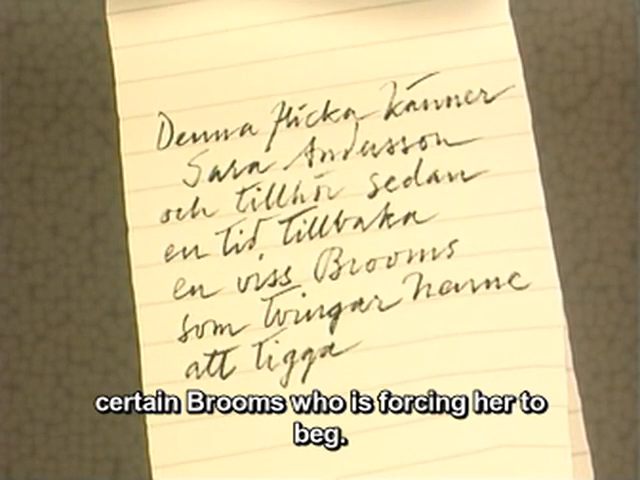 Denna flicka känner
Sara Andersson
och tillhör sedan
en tid tillbaka
en viss Brooms
som tvingar henne
att tigga
certain Brooms who is forcing her to
beg.